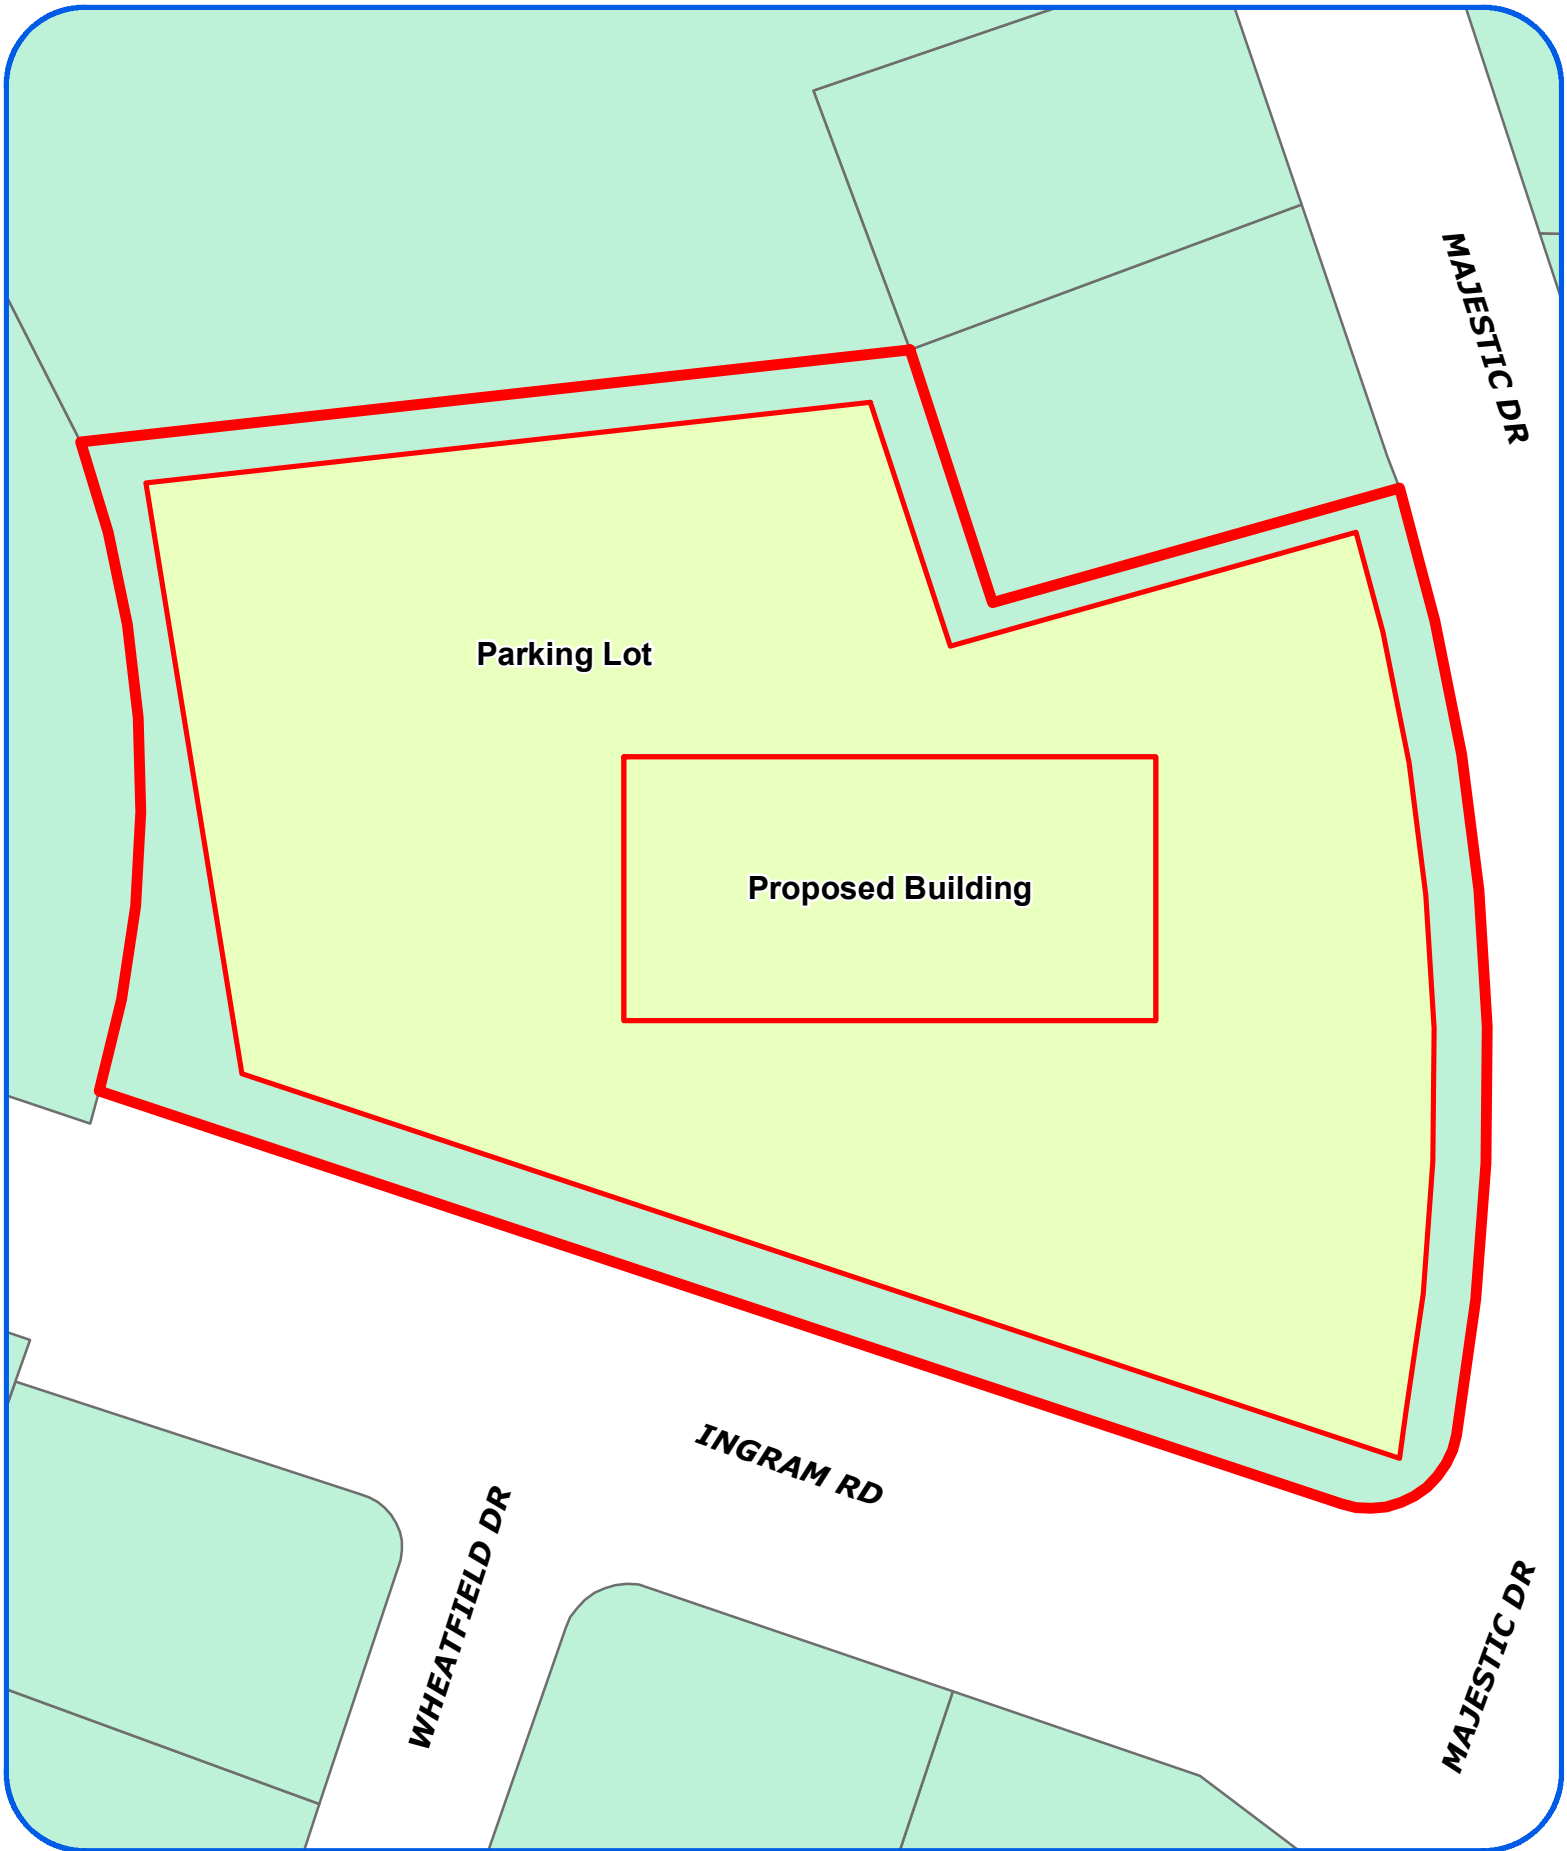 MAJESTIC DR
Parking Lot
Proposed Building
INGRAM RD
WHEATFIELD DR
MAJESTIC DR